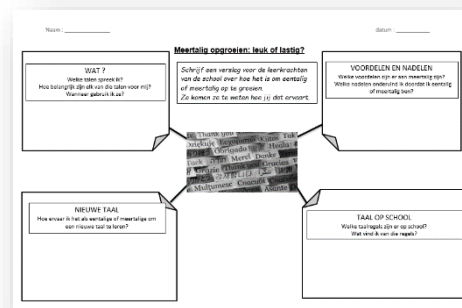 Naam: ____________
datum: __________
Meertalig opgroeien: leuk of lastig?
WAT ?
Welke talen spreek ik?
Hoe belangrijk zijn elk van die talen voor mij?
Wanneer gebruik ik ze?
Schrijf een verslag voor de leerkrachten
van de school over hoe het is om eentalig
of meertalig op te groeien.
Zo komen ze te weten hoe jij dat ervaart.
VOORDELEN EN NADELEN
Welke voordelen zijn er aan meertalig zijn?
Welke nadelen ondervind ik doordat ik eentalig
of meertalig ben?
Thank you
Obrigado
Merci
Danke
Grazie
Gracias
Multumesc
NIEUWE TAAL
Hoe ervaar ik het als eentalige of meertalige om
een nieuwe taal te leren?
TAAL OP SCHOOL
Welke taalregels zijn er op school?
Wat vind ik van die regels?